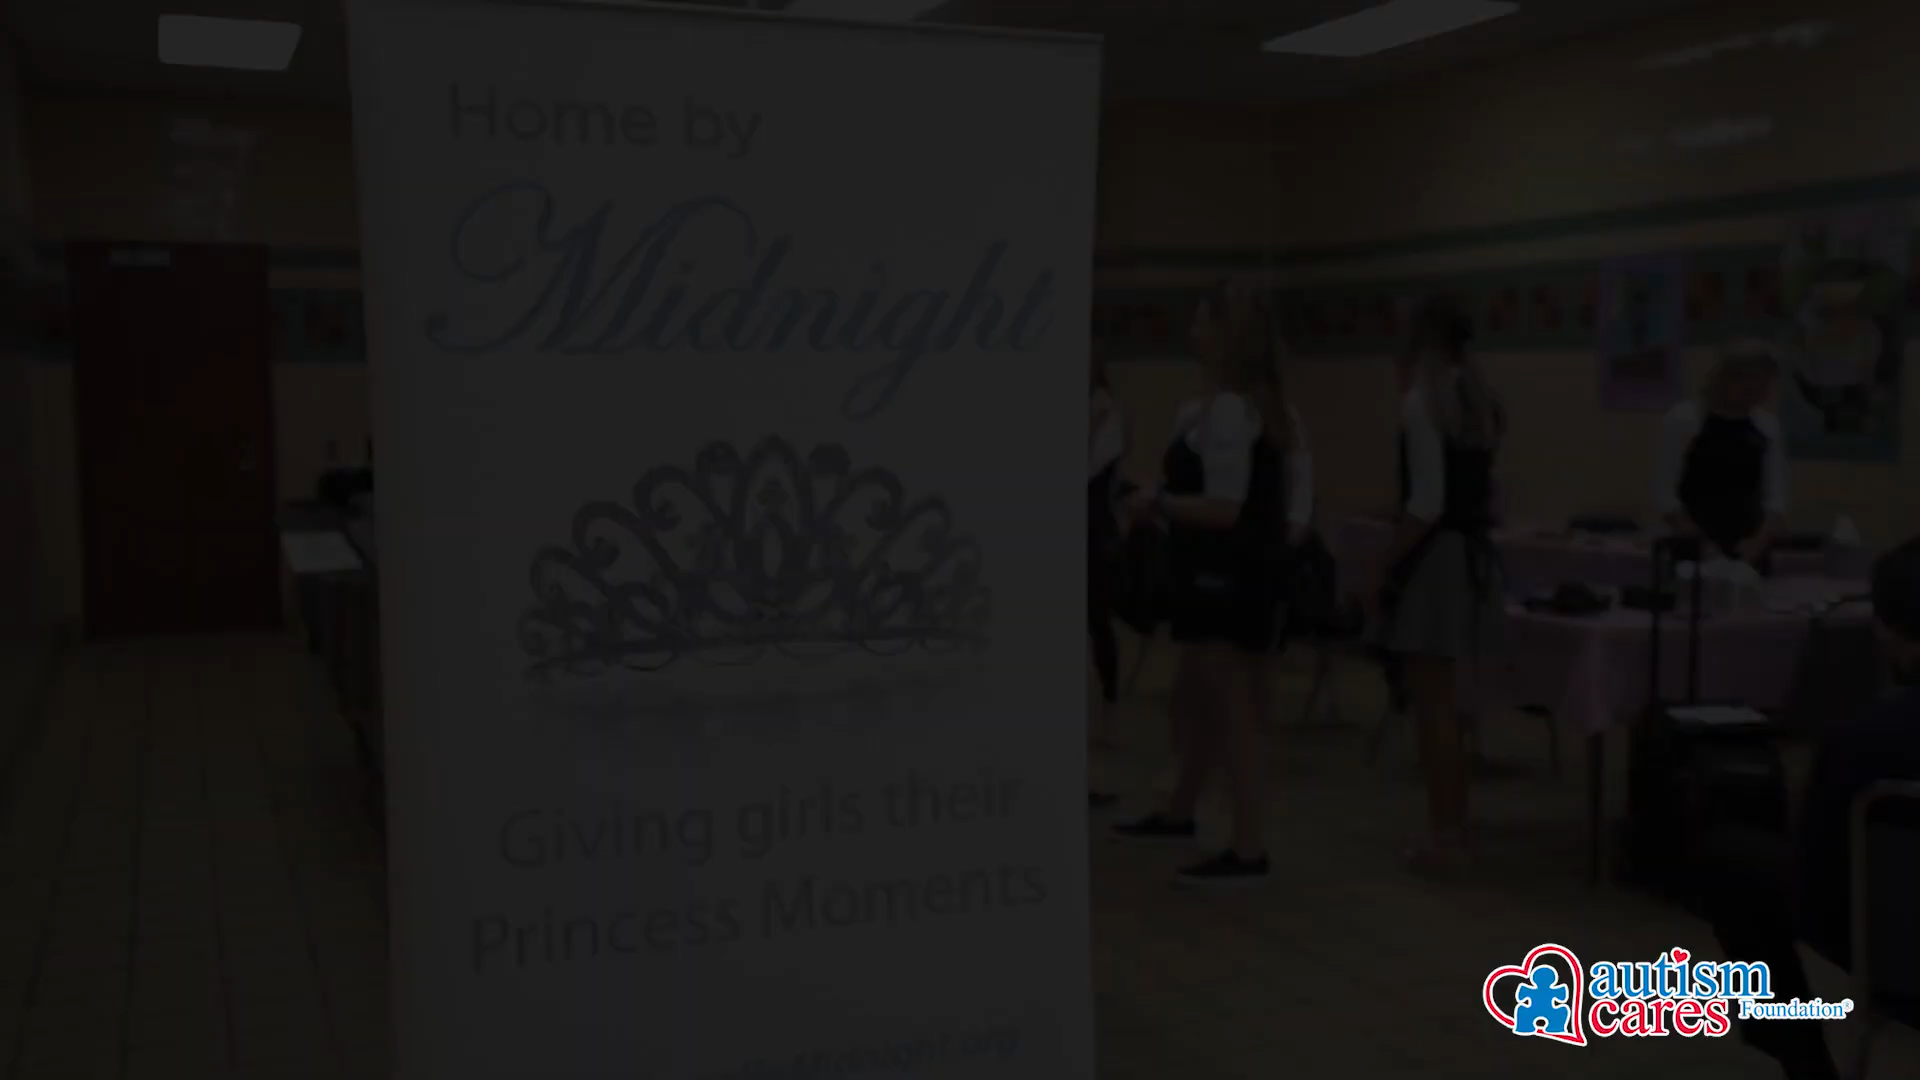 Home by
Midnight
Giving girls their
Princess Moments
autism
cares Foundation®